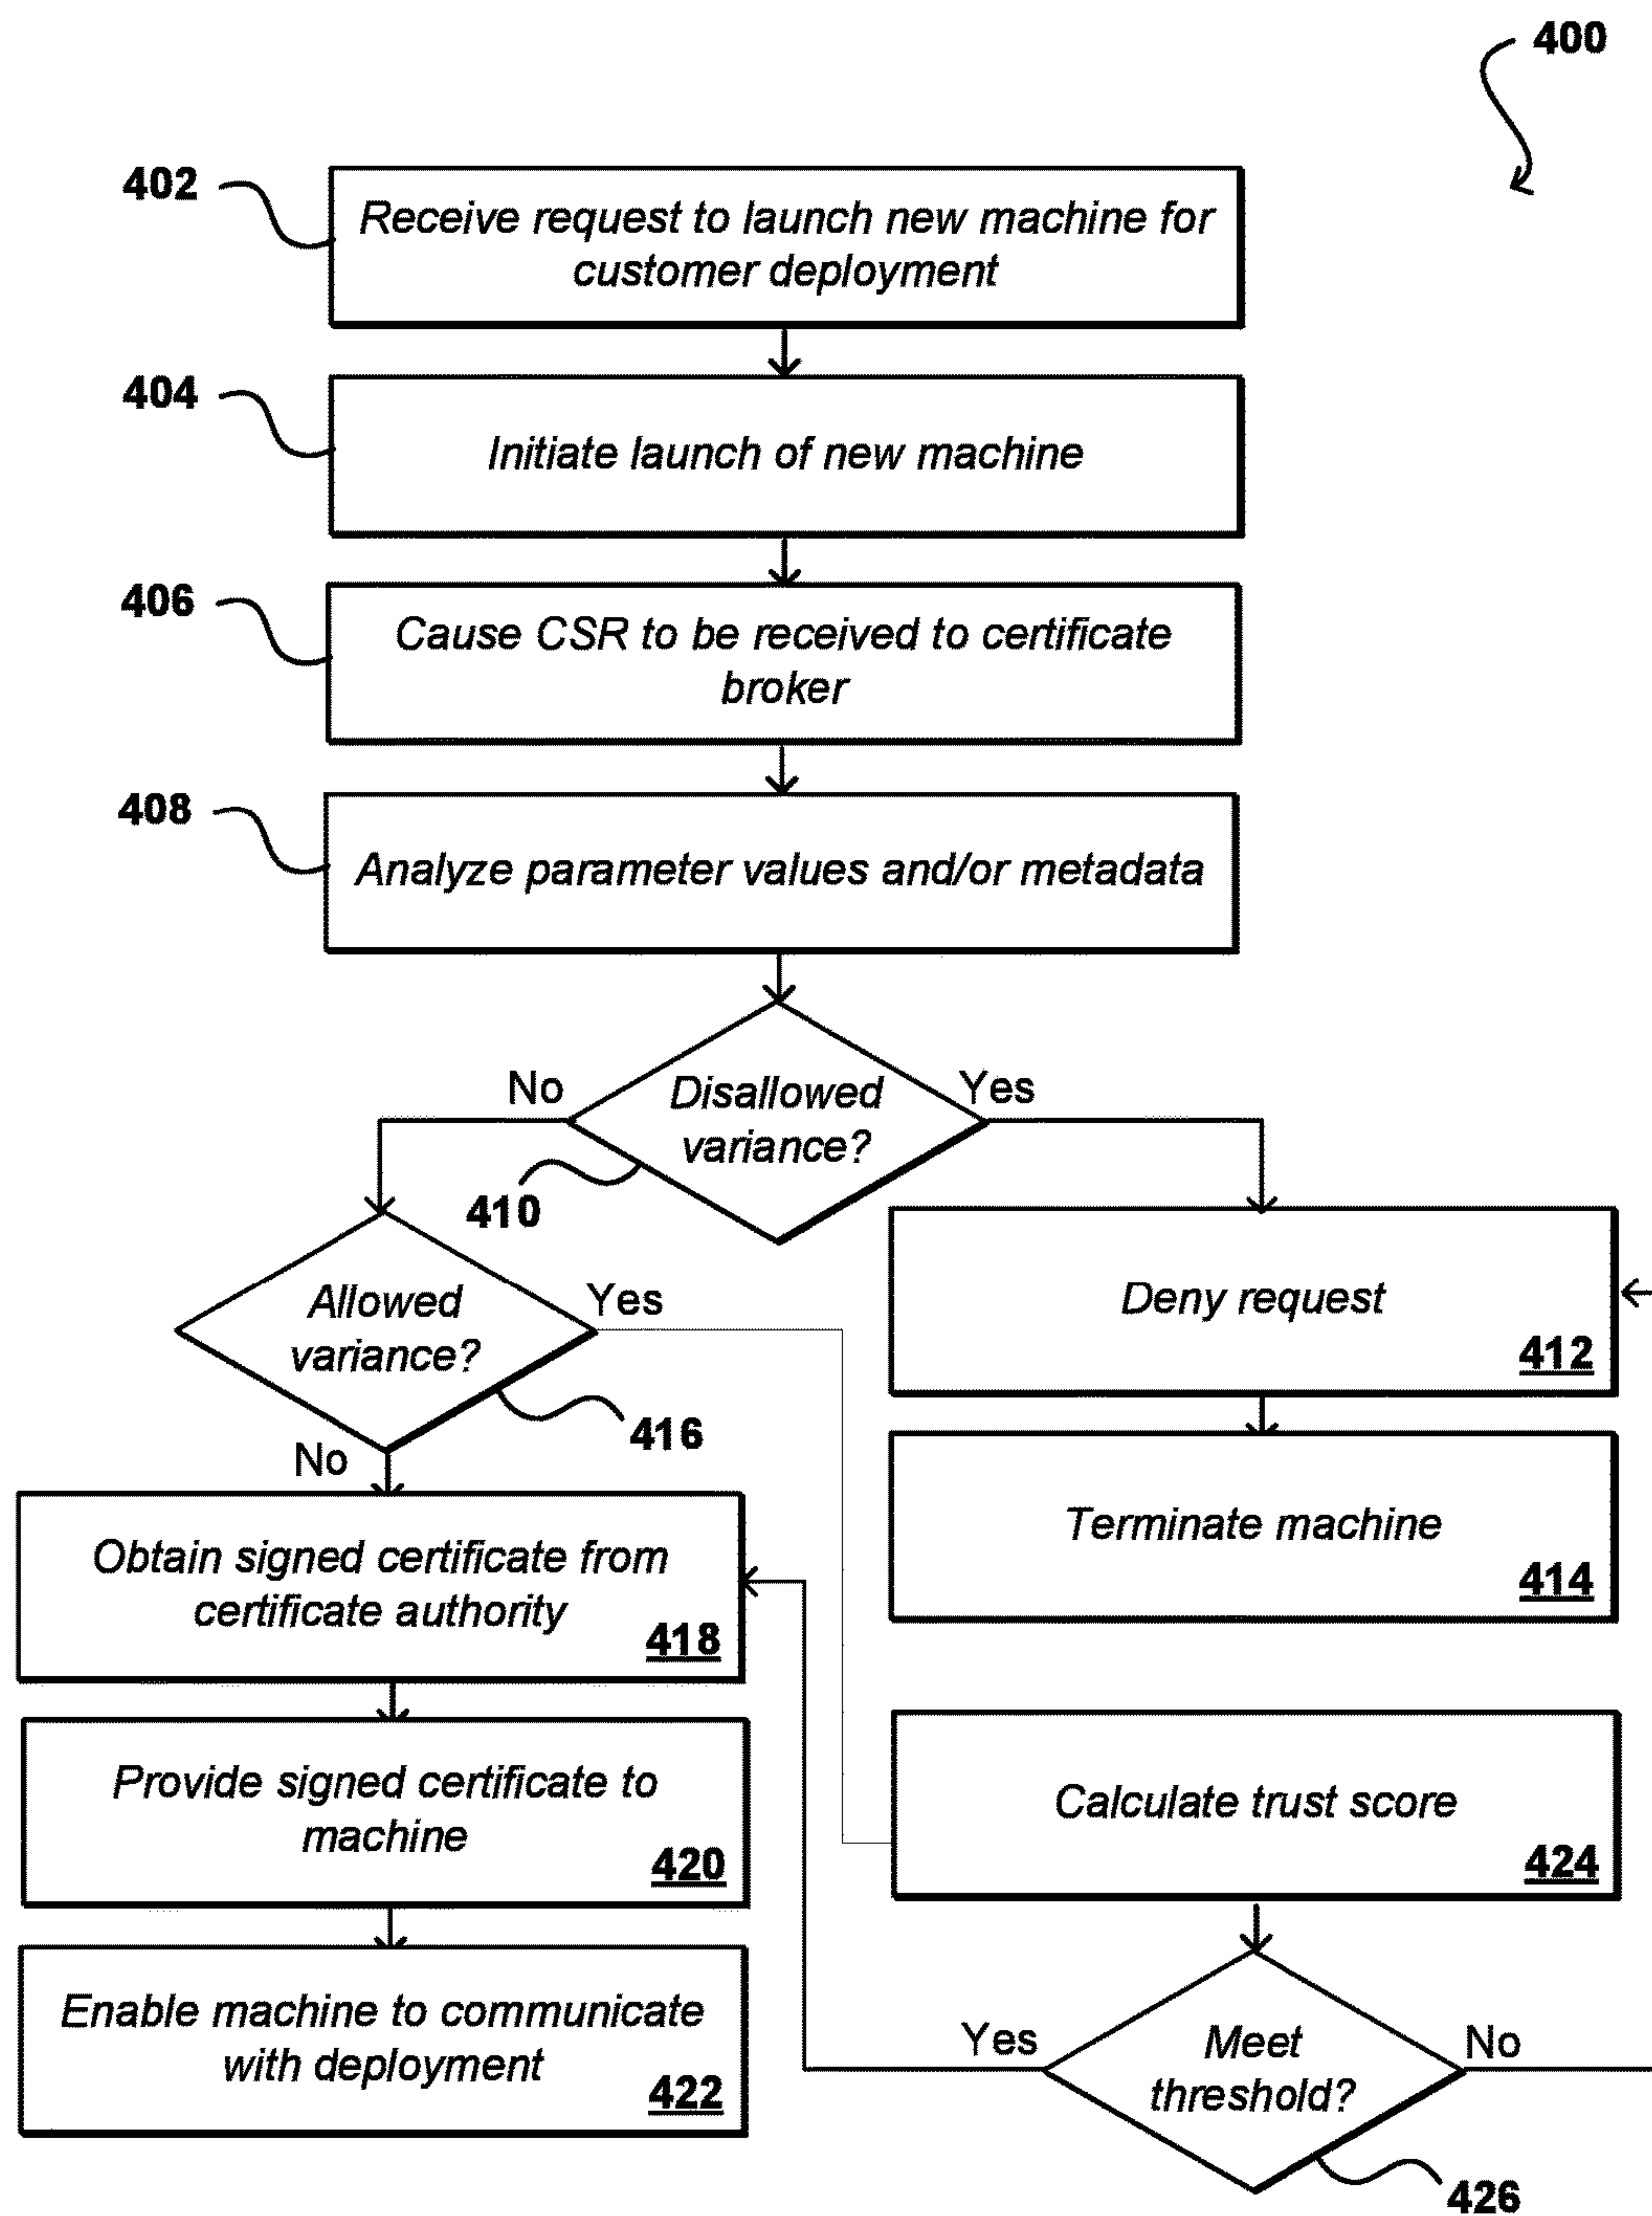 400
402
Receive request to launch new machine for
customer deployment
404
Initiate launch of new machine
406
Cause CSR to be received to certificate
broker
408
Analyze parameter values and/or metadata
No
Disallowed
variance?
Yes
410
Allowed
variance?
Yes
416
No
Deny request
412
Terminate machine
414
Obtain signed certificate from
certificate authority
418
Provide signed certificate to
machine
420
Enable machine to communicate
with deployment
422
Calculate trust score
424
Yes
Meet
threshold?
No
426